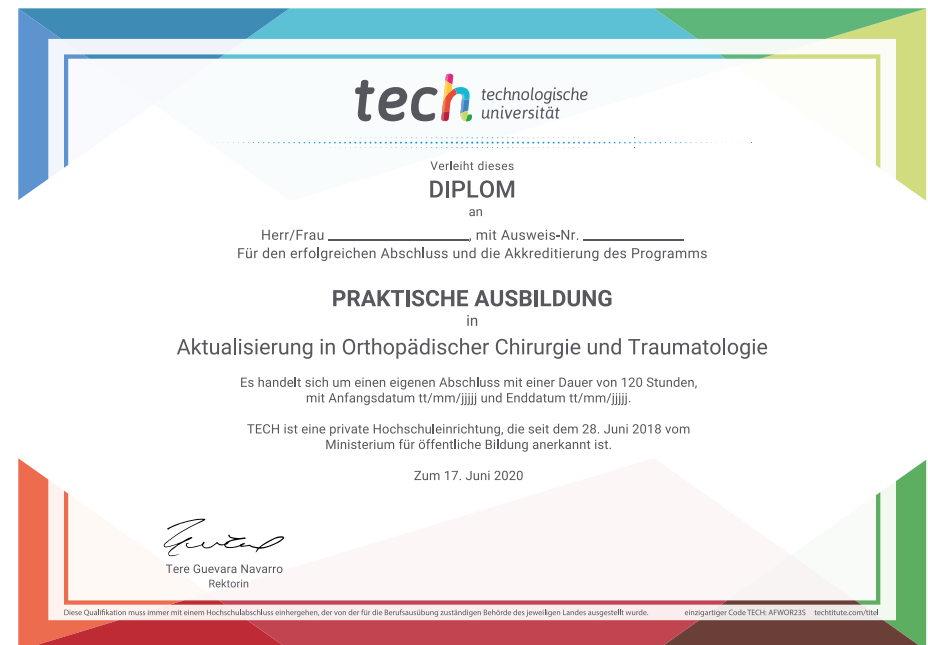 tech technologische
universität
Verleiht dieses
DIPLOM
an
Herr/Frau ____________________, mit Ausweis-Nr. ______________
Für den erfolgreichen Abschluss und die Akkreditierung des Programms
PRAKTISCHE AUSBILDUNG
in
Aktualisierung in Orthopädischer Chirurgie und Traumatologie
Es handelt sich um einen eigenen Abschluss mit einer Dauer von 120 Stunden,
mit Anfangsdatum tt/mm/jjjjj und Enddatum tt/mm/jjjjj.
TECH ist eine private Hochschuleinrichtung, die seit dem 28. Juni 2018 vom
Ministerium für öffentliche Bildung anerkannt ist.
Zum 17. Juni 2020
Tere Guevara Navarro
Rektorin
Diese Qualifikation muss immer mit einem Hochschulabschluss einhergehen, der von der für die Berufsausübung zuständigen Behörde des jeweiligen Landes ausgestellt wurde. einzigartiger Code TECH: AFWOR23S techtitute.com/titel